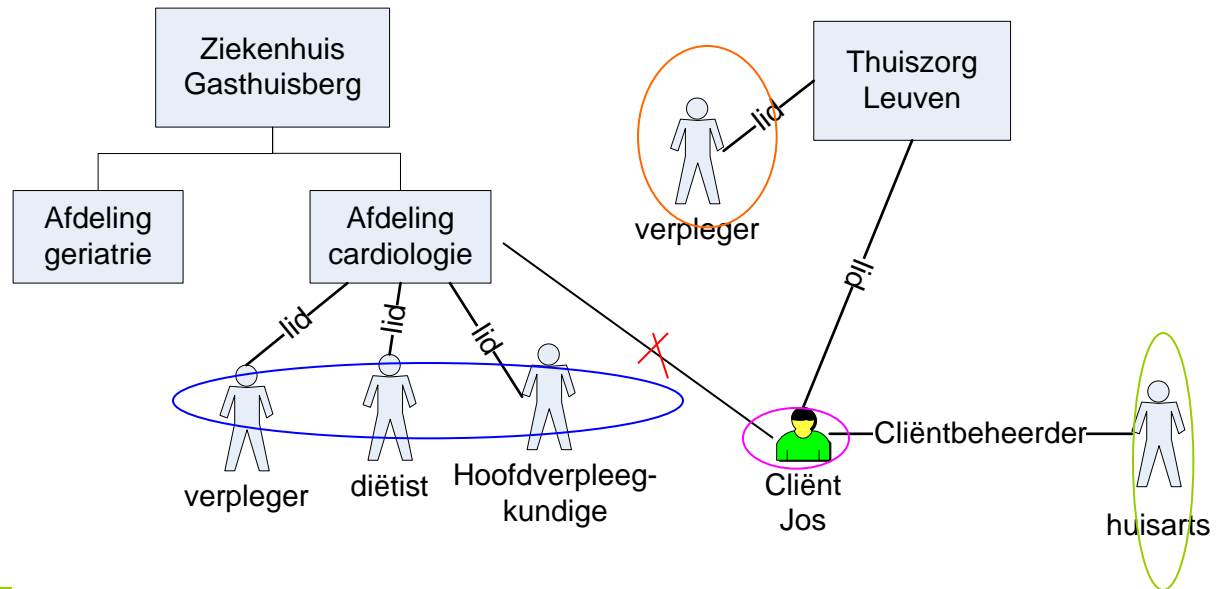 Ziekenhuis
Gasthuisberg
Thuiszorg
Leuven
lid
verpleger
Afdeling
geriatrie
Afdeling
cardiologie
lid
lid
lid
lid
verpleger
diëtist
Hoofdverpleeg-
kundige
Cliëntbeheerder
Cliënt
Jos
huisarts